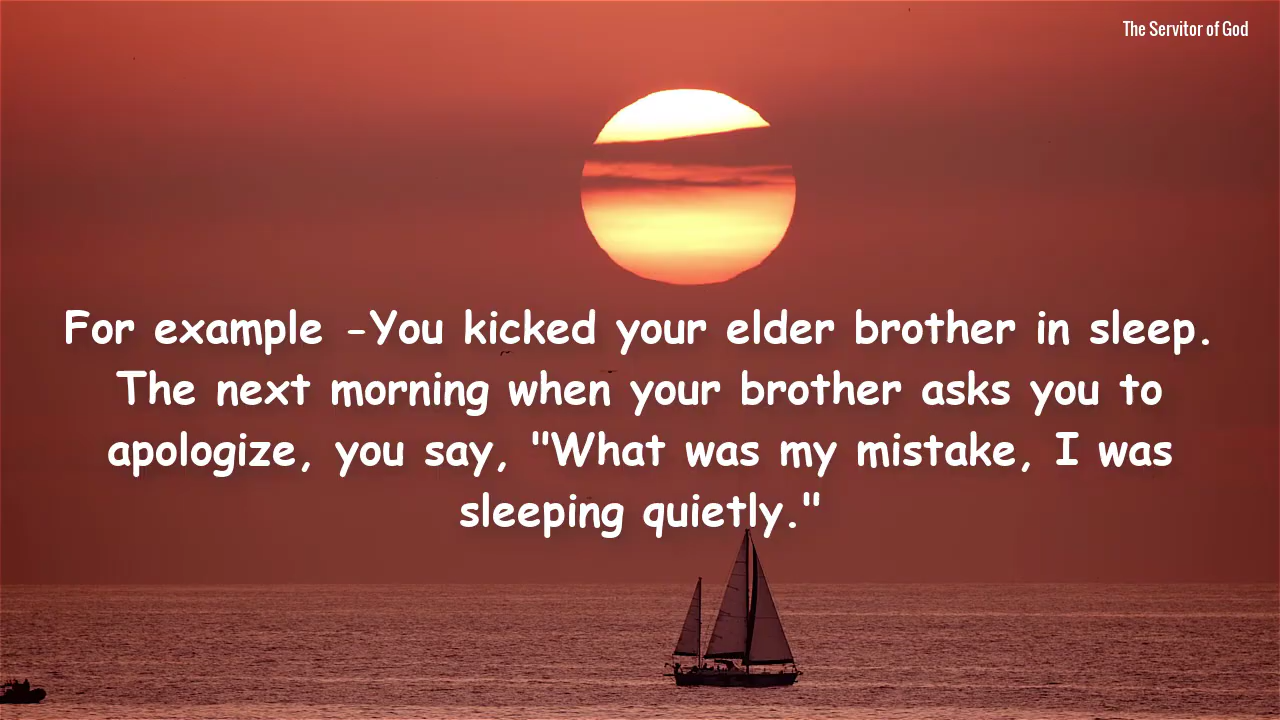 The Servitor of God
For example -You kicked your elder brother in sleep.
The next morning when your brother asks you to
apologize, you say, "What was my mistake, I was
sleeping quietly."